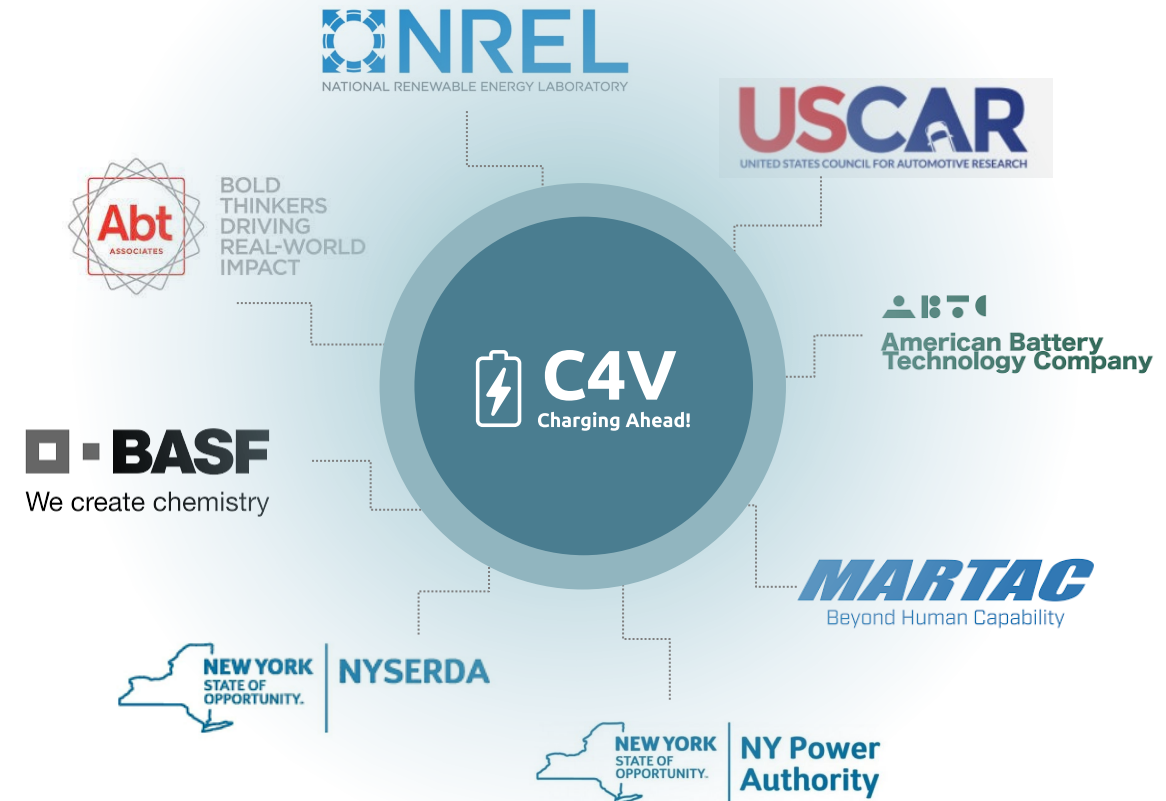 NREL
NATIONAL RENEWABLE ENERGY LABORATORY
USCAR
UNITED STATES COUNCIL FOR AUTOMOTIVE RESEARCH
Abt
ASSOCIATES
BOLD
THINKERS
DRIVING
REAL-WORLD
IMPACT
ABTC
American Battery
Technology Company
C4V
Charging Ahead!
BASF
We create chemistry
MARTAC
Beyond Human Capability
NEW YORK
STATE OF
OPPORTUNITY.
NYSERDA
NEW YORK
STATE OF
OPPORTUNITY.
NY Power
Authority